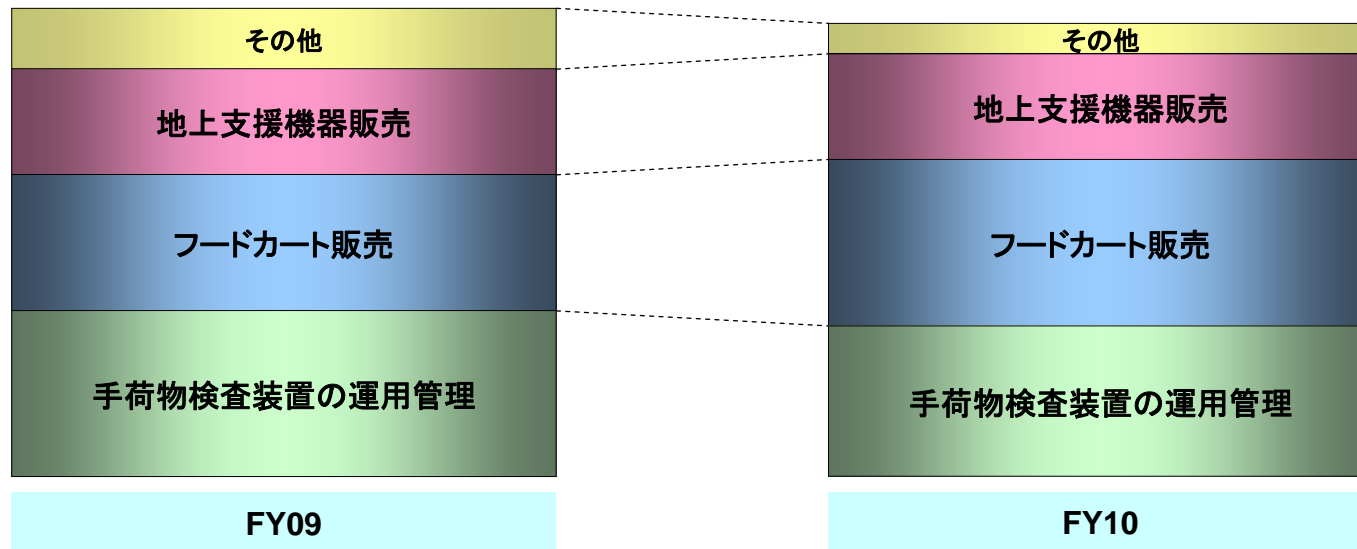 その他
地上支援機器販売
フードカート販売
手荷物検査装置の運用管理
FY09
その他
地上支援機器販売
フードカート販売
手荷物検査装置の運用管理
FY10